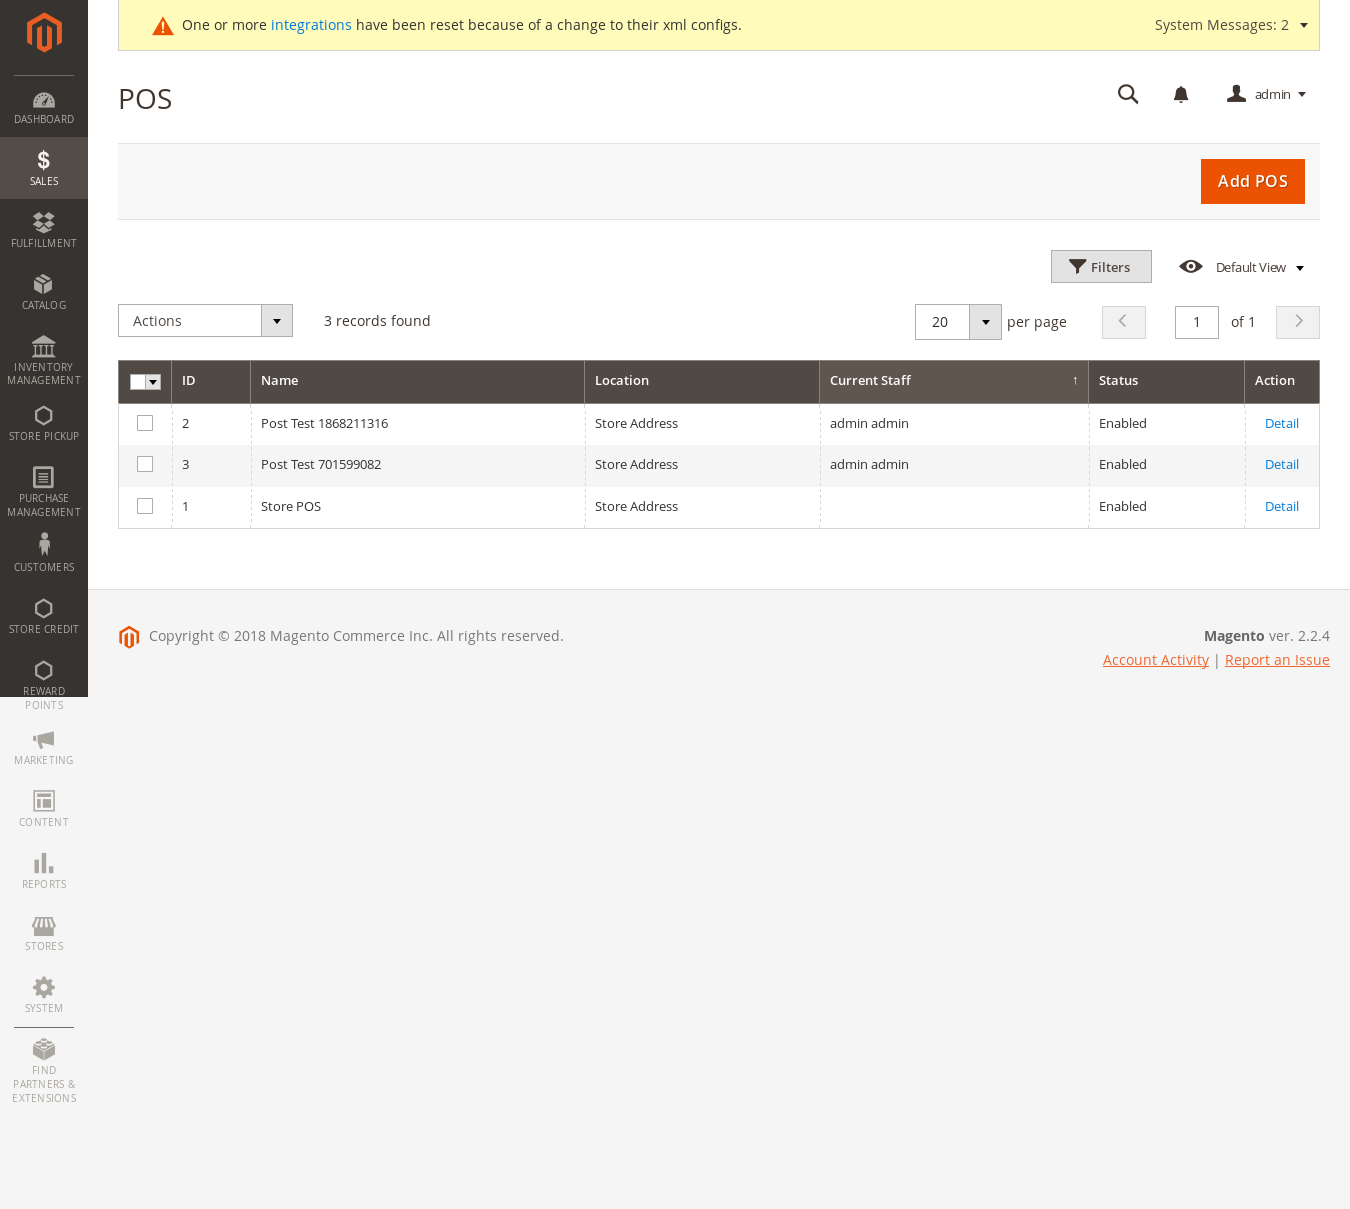 One or more integrations have been reset because of a change to their xml configs.
System Messages: 2
POS
admin
Add POS
Filters
Default View
Actions
3 records found
20
per page
1
of 1
ID Name Location Current Staff ↑ Status Action
2 Post Test 1868211316 Store Address admin admin Enabled Detail
3 Post Test 701599082 Store Address admin admin Enabled Detail
1 Store POS Store Address Enabled Detail
DASHBOARD
$
SALES
FULFILLMENT
CATALOG
INVENTORY
MANAGEMENT
STORE PICKUP
PURCHASE
MANAGEMENT
CUSTOMERS
STORE CREDIT
REWARD
POINTS
MARKETING
CONTENT
REPORTS
STORES
SYSTEM
FIND
PARTNERS &
EXTENSIONS
Copyright © 2018 Magento Commerce Inc. All rights reserved.
Magento ver. 2.2.4
Account Activity | Report an Issue